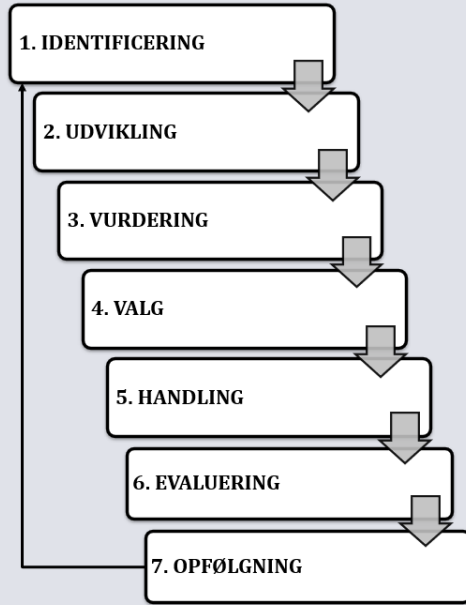 1. IDENTIFICERING
2. UDVIKLING
3. VURDERING
4. VALG
5. HANDLING
6. EVALUERING
7. OPFØLGNING